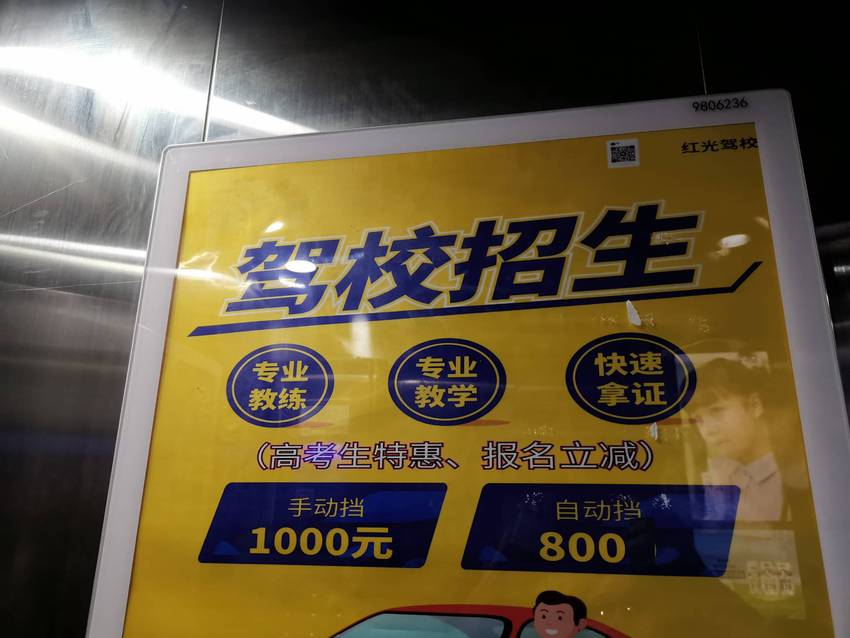 9806236
红光驾校
驾校招生
专业
教练
专业
教学
快速
拿证
（高考生特惠、报名立减）
手动挡
1000元
自动挡
800